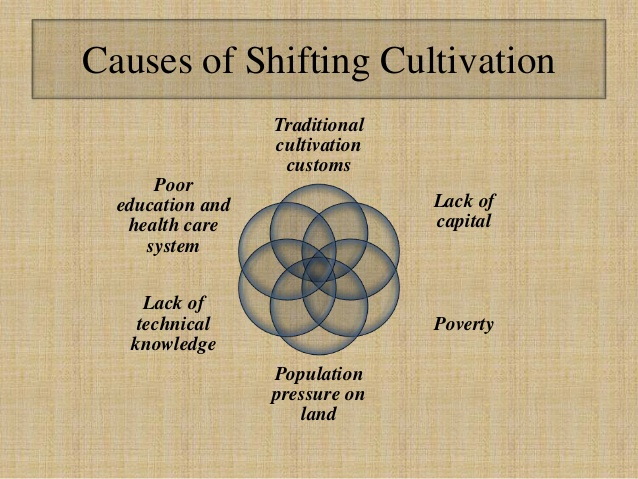 Causes of Shifting Cultivation
Traditional
cultivation
customs
Lack of
capital
Poverty
Population
pressure on
land
Lack of
technical
knowledge
Poor
education and
health care
system